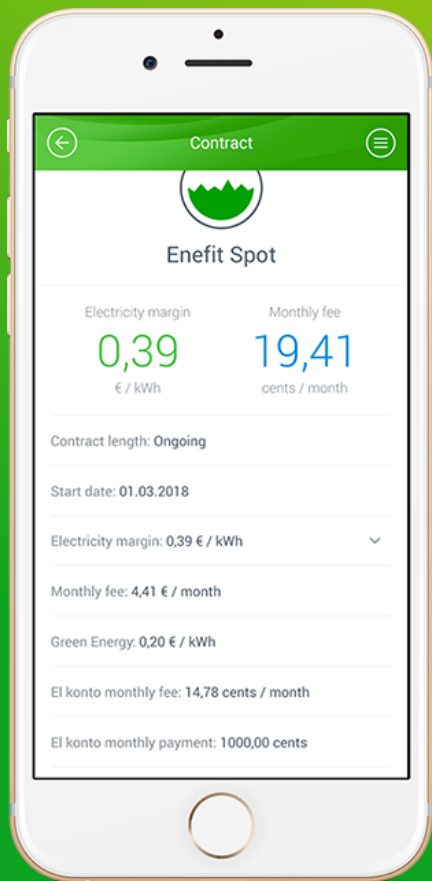 Contract
Enefit Spot
Electricity margin
0,39
€ / kWh
Monthly fee
19,41
cents / month
Contract length: Ongoing
Start date: 01.03.2018
Electricity margin: 0,39 € / kWh
Monthly fee: 4,41 € / month
Green Energy: 0,20 € / kWh
El konto monthly fee: 14,78 cents / month
El konto monthly payment: 1000,00 cents